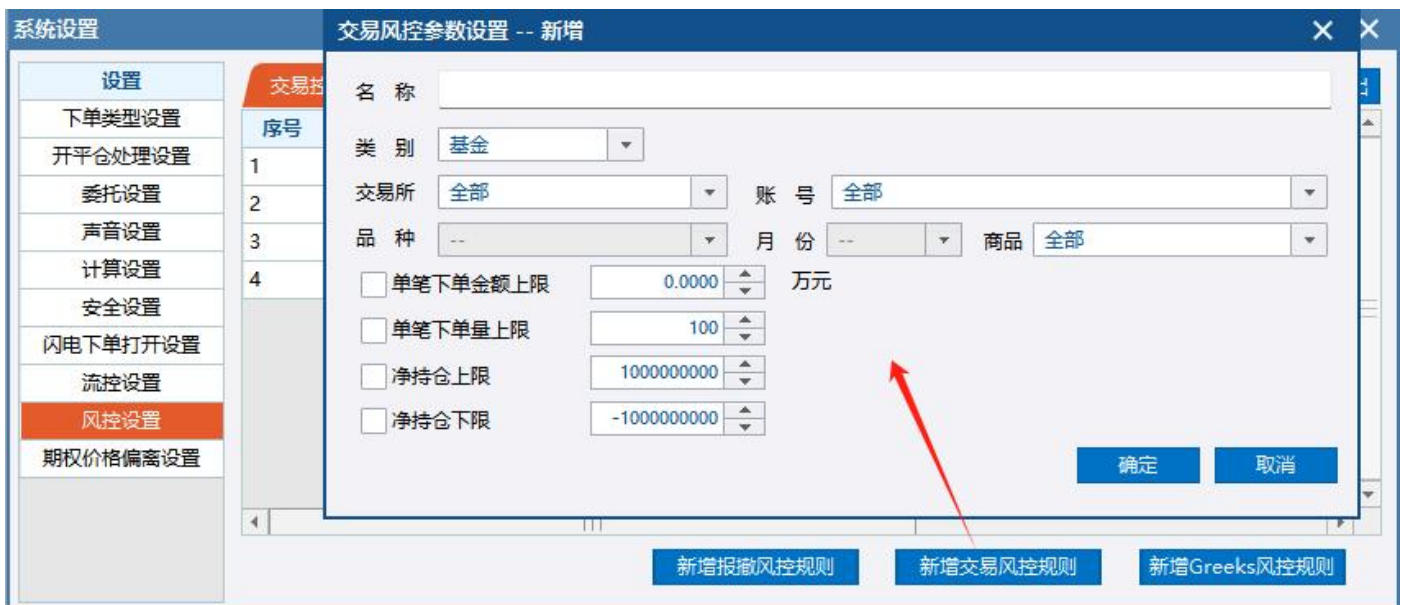 系统设置
交易风控参数设置 -- 新增
设置
下单类型设置
开平仓处理设置
委托设置
声音设置
计算设置
安全设置
闪电下单打开设置
流控设置
风控设置
期权价格偏离设置
交易
序号
1
2
3
4
名 称
类 别 基金
交易所 全部 账 号 全部
品 种 -- 月 份 -- 商品 全部
单笔下单金额上限 0.0000 万元
单笔下单量上限 100
净持仓上限 1000000000
净持仓下限 -1000000000
确定 取消
新增报撤风控规则 新增交易风控规则 新增Greeks风控规则